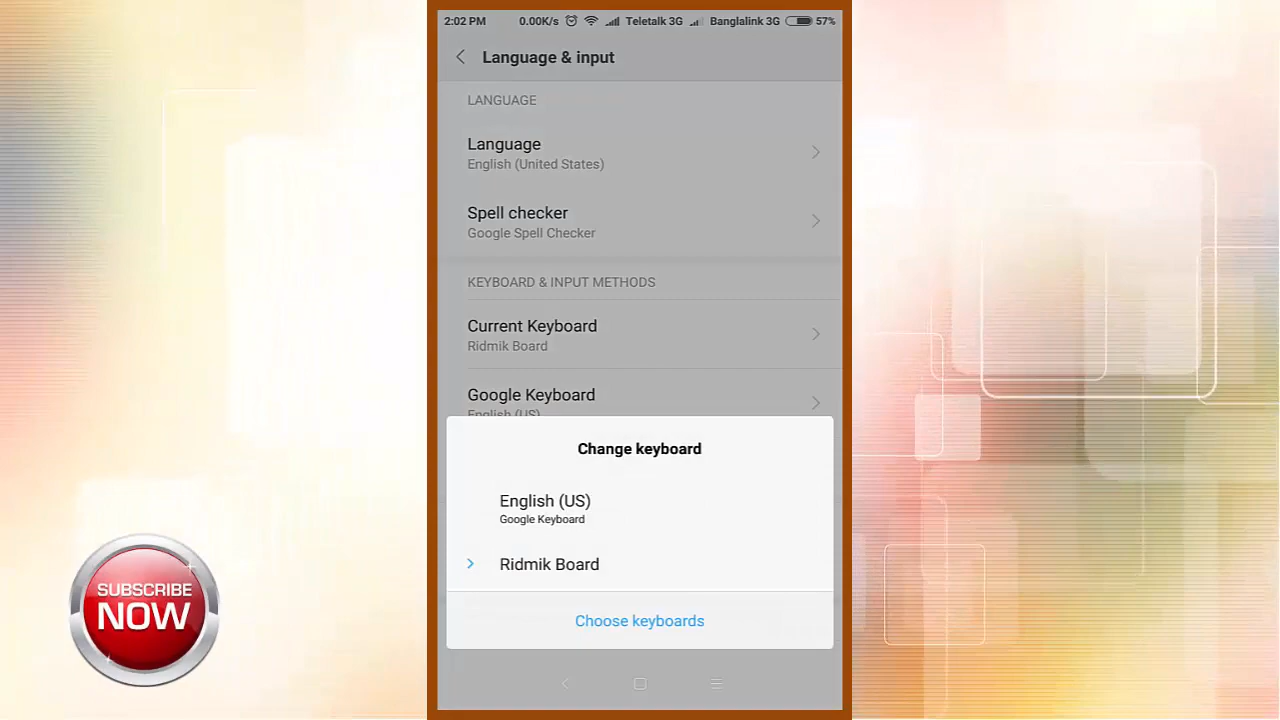 2:02 PM 0.00K/s Teletalk 3G Banglalink 3G 57%
Language & input
LANGUAGE
Language
English (United States)
Spell checker
Google Spell Checker
KEYBOARD & INPUT METHODS
Current Keyboard
Ridmik Board
Google Keyboard
English (US)
Change keyboard
English (US)
Google Keyboard
Ridmik Board
Choose keyboards
SUBSCRIBE
NOW